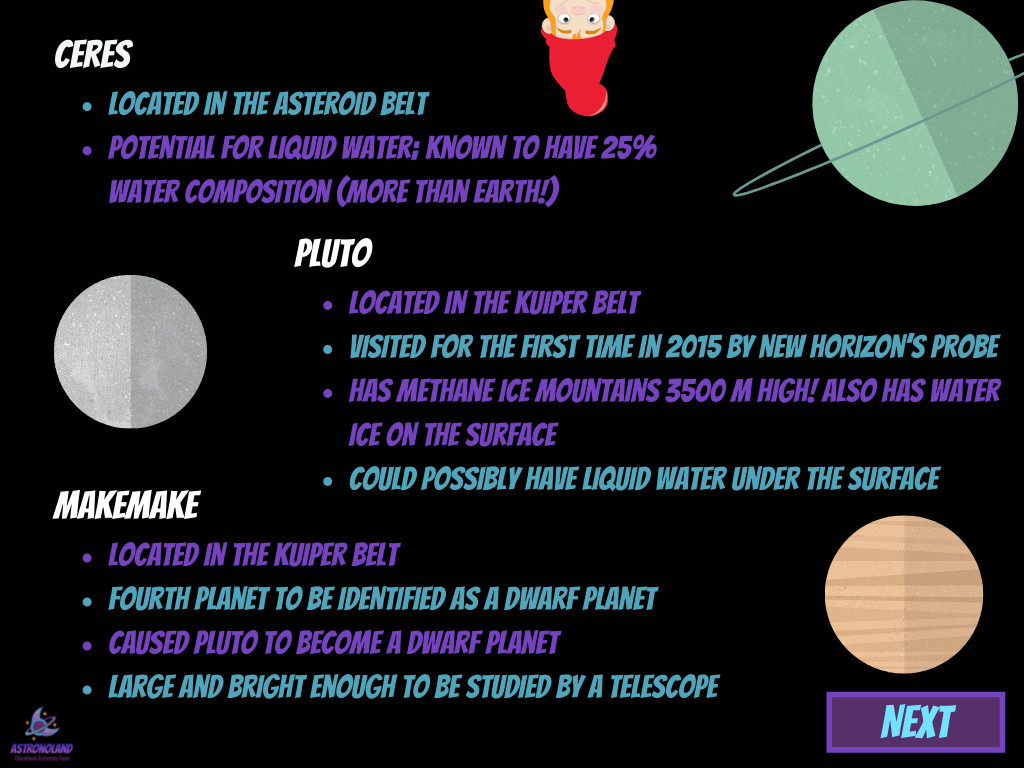 CERES
LOCATED IN THE ASTEROID BELT
POTENTIAL FOR LIQUID WATER; KNOWN TO HAVE 25%
WATER COMPOSITION (MORE THAN EARTH!)
PLUTO
LOCATED IN THE KUIPER BELT
VISITED FOR THE FIRST TIME IN 2015 BY NEW HORIZON'S PROBE
HAS METHANE ICE MOUNTAINS 3500 M HIGH! ALSO HAS WATER
ICE ON THE SURFACE
COULD POSSIBLY HAVE LIQUID WATER UNDER THE SURFACE
MAKEMAKE
LOCATED IN THE KUIPER BELT
FOURTH PLANET TO BE IDENTIFIED AS A DWARF PLANET
CAUSED PLUTO TO BECOME A DWARF PLANET
LARGE AND BRIGHT ENOUGH TO BE STUDIED BY A TELESCOPE
NEXT
ASTRONOLAND
Educational Astronomy Game